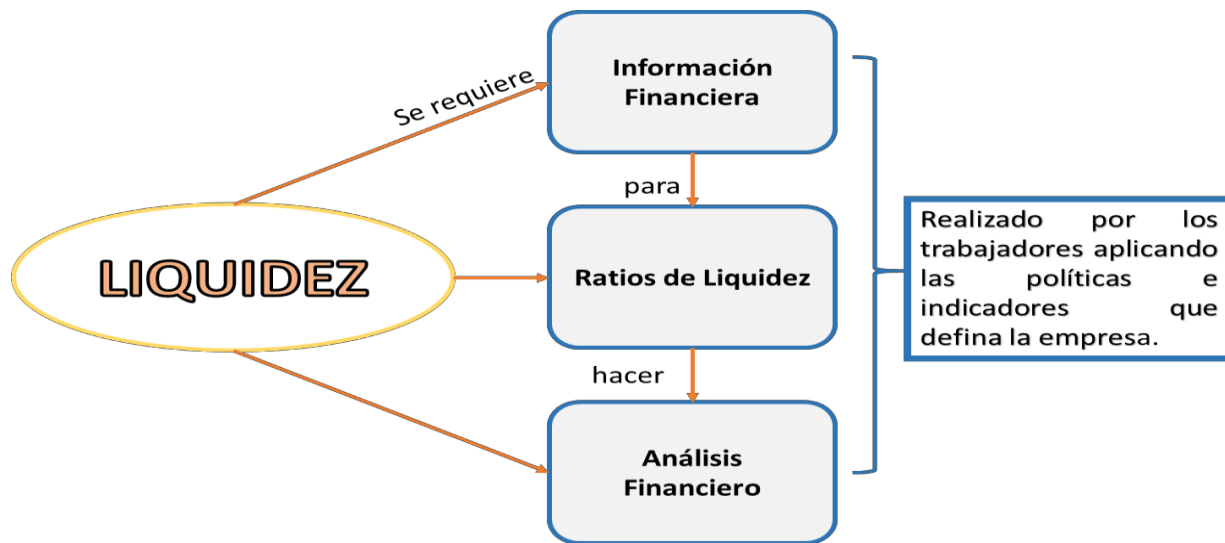 Se requiere
Información
Financiera
para
LIQUIDEZ
Ratios de Liquidez
hacer
Análisis
Financiero
Realizado por los
trabajadores aplicando
las políticas e
indicadores que
defina la empresa.